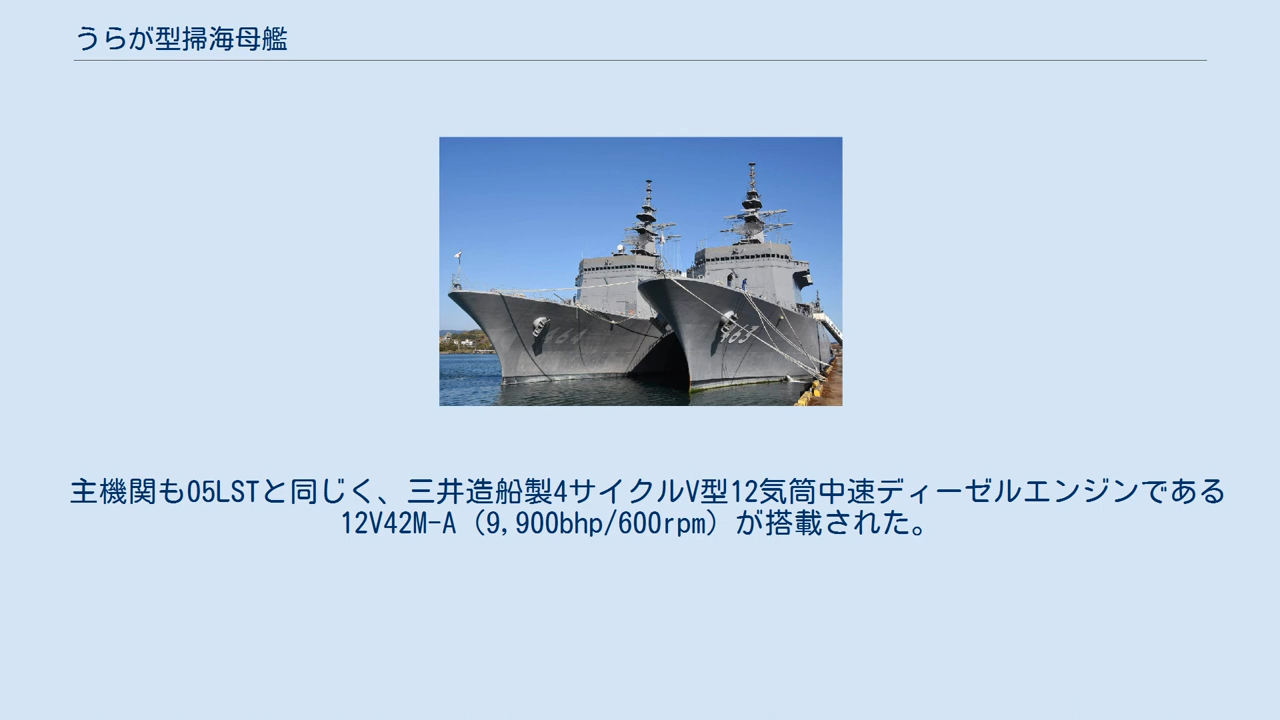 うらが型掃海母艦
464
463
主機関も05LSTと同じく、三井造船製4サイクルV型12気筒中速ディーゼルエンジンである
12V42M-A（9,900bhp/600rpm）が搭載された。